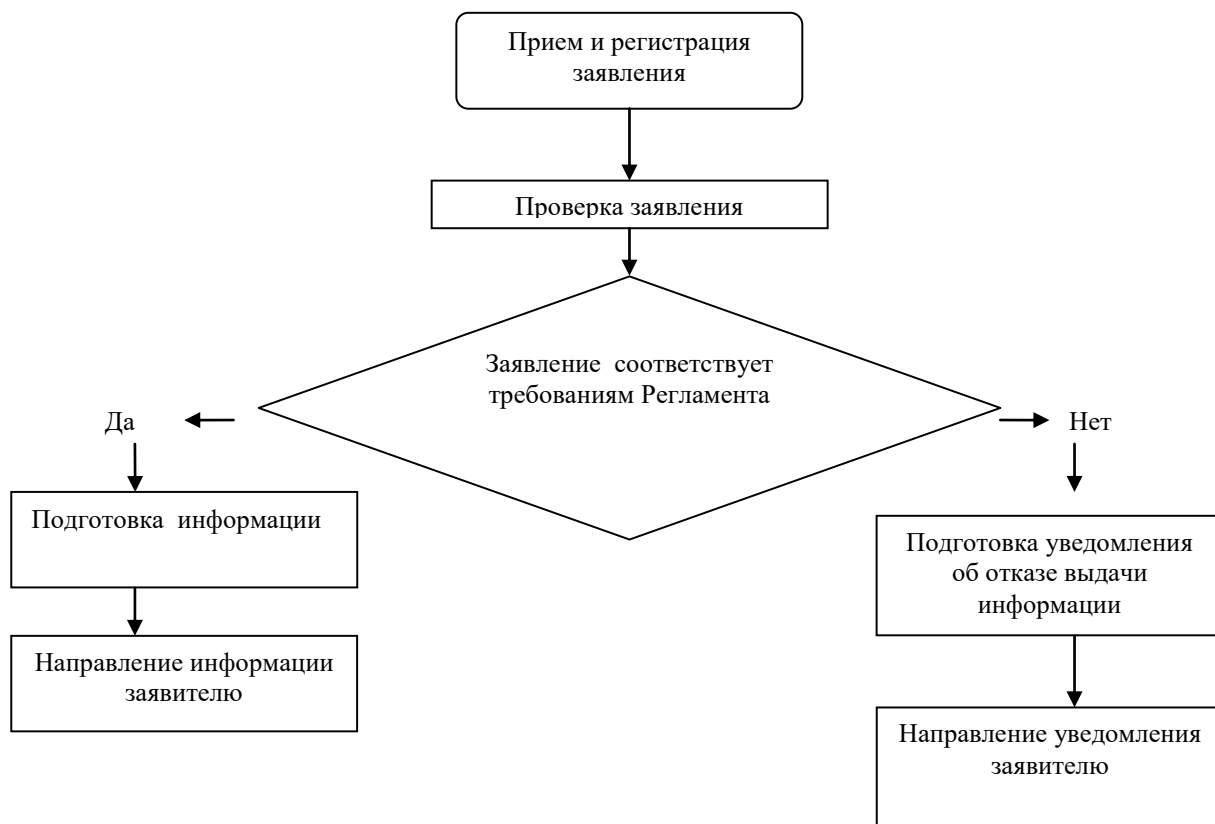 Прием и регистрация
заявления
Проверка заявления
Заявление соответствует
требованиям Регламента
Да
Нет
Подготовка информации
Направление информации
заявителю
Подготовка уведомления
об отказе выдачи
информации
Направление уведомления
заявителю